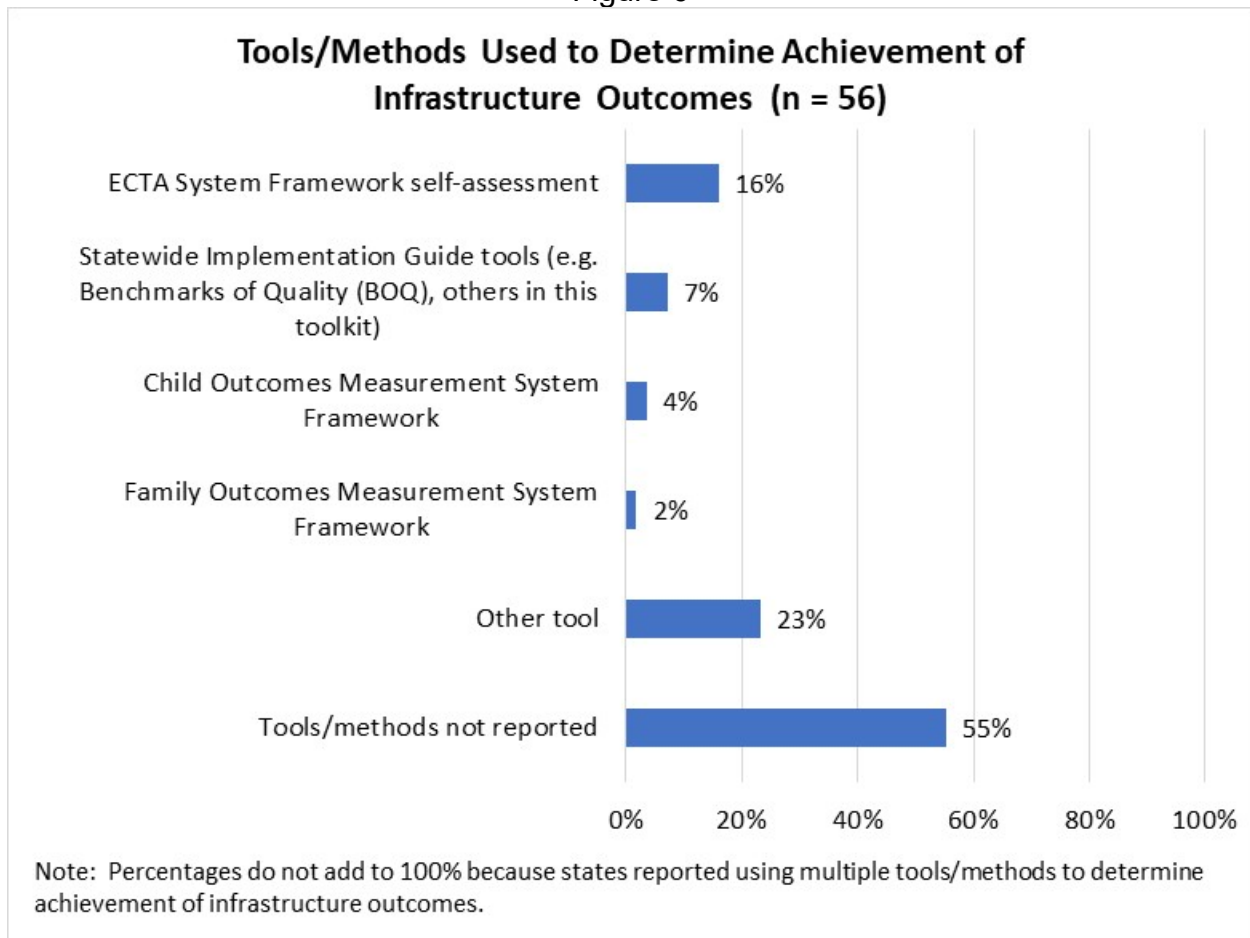 Tools/Methods Used to Determine Achievement of
Infrastructure Outcomes (n = 56)
ECTA System Framework self-assessment
16%
Statewide Implementation Guide tools (e.g.
Benchmarks of Quality (BOQ), others in this
toolkit)
7%
Child Outcomes Measurement System
Framework
4%
Family Outcomes Measurement System
Framework
2%
Other tool
23%
Tools/methods not reported
55%
0% 20% 40% 60% 80% 100%
Note: Percentages do not add to 100% because states reported using multiple tools/methods to determine
achievement of infrastructure outcomes.